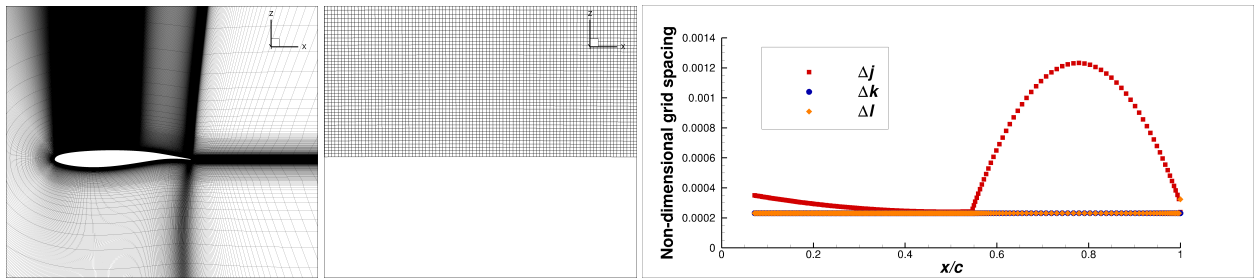 z
x
z
x
Non-dimensional grid spacing
0.0014
0.0012
0.001
0.0008
0.0006
0.0004
0.0002
0
Δj
Δk
Δl
0
0.2
0.4
0.6
0.8
1
x/c